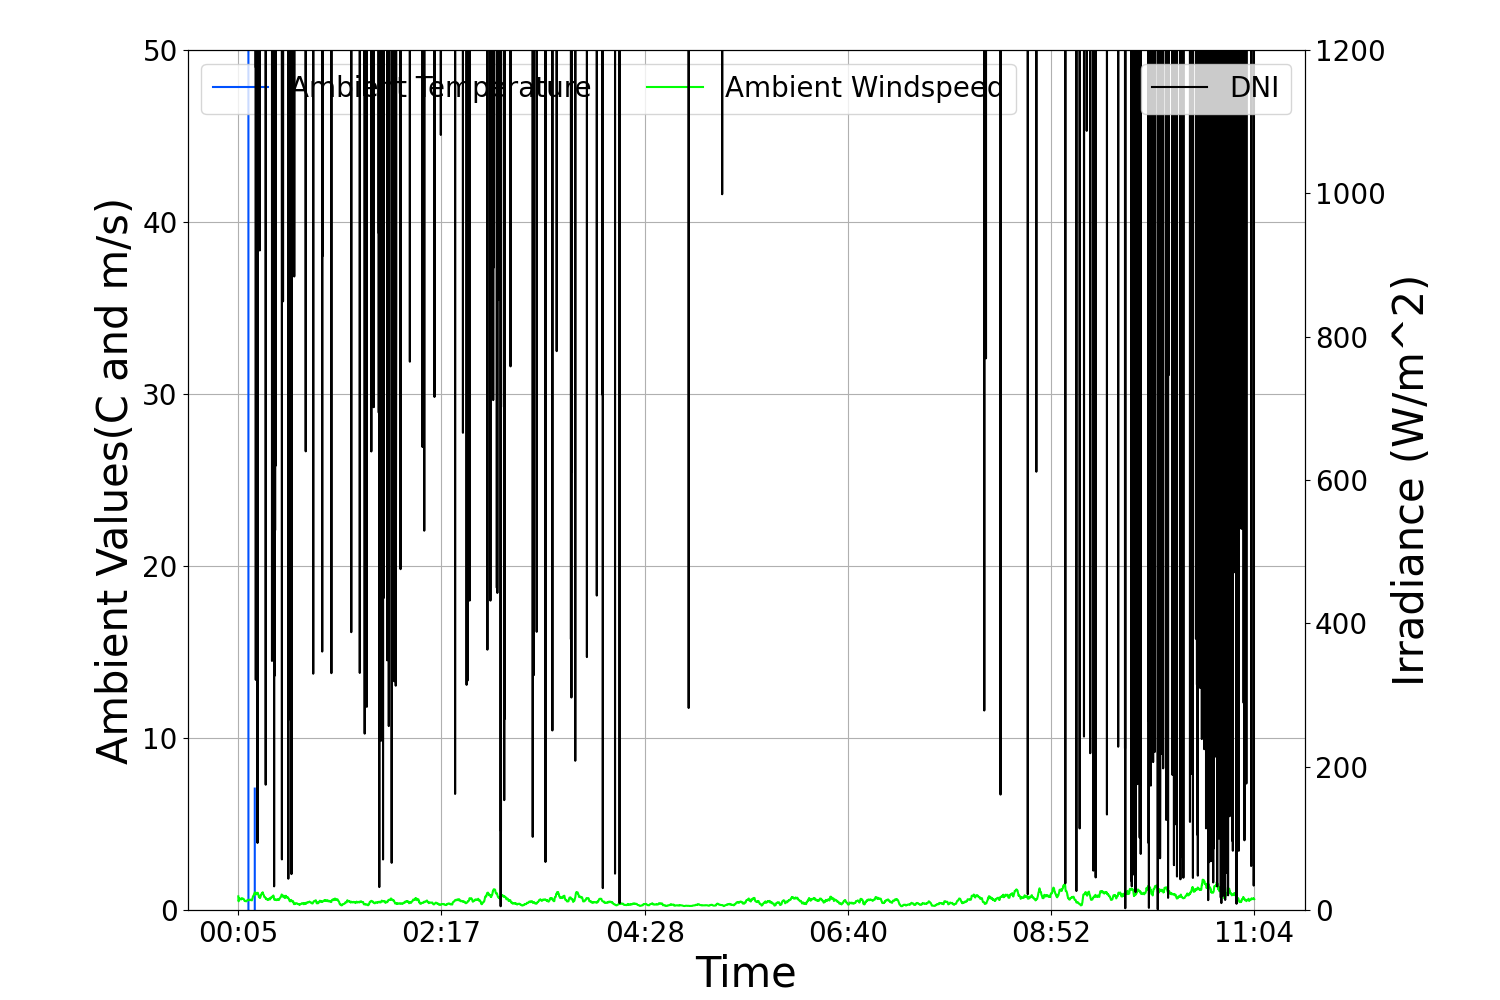 Ambient Temperature
Ambient Windspeed
DNI
Ambient Values(C and m/s)
50
40
30
20
10
0
1200
1000
800
600
400
200
0
Irradiance (W/m^2)
00:05 02:17 04:28 06:40 08:52 11:04
Time